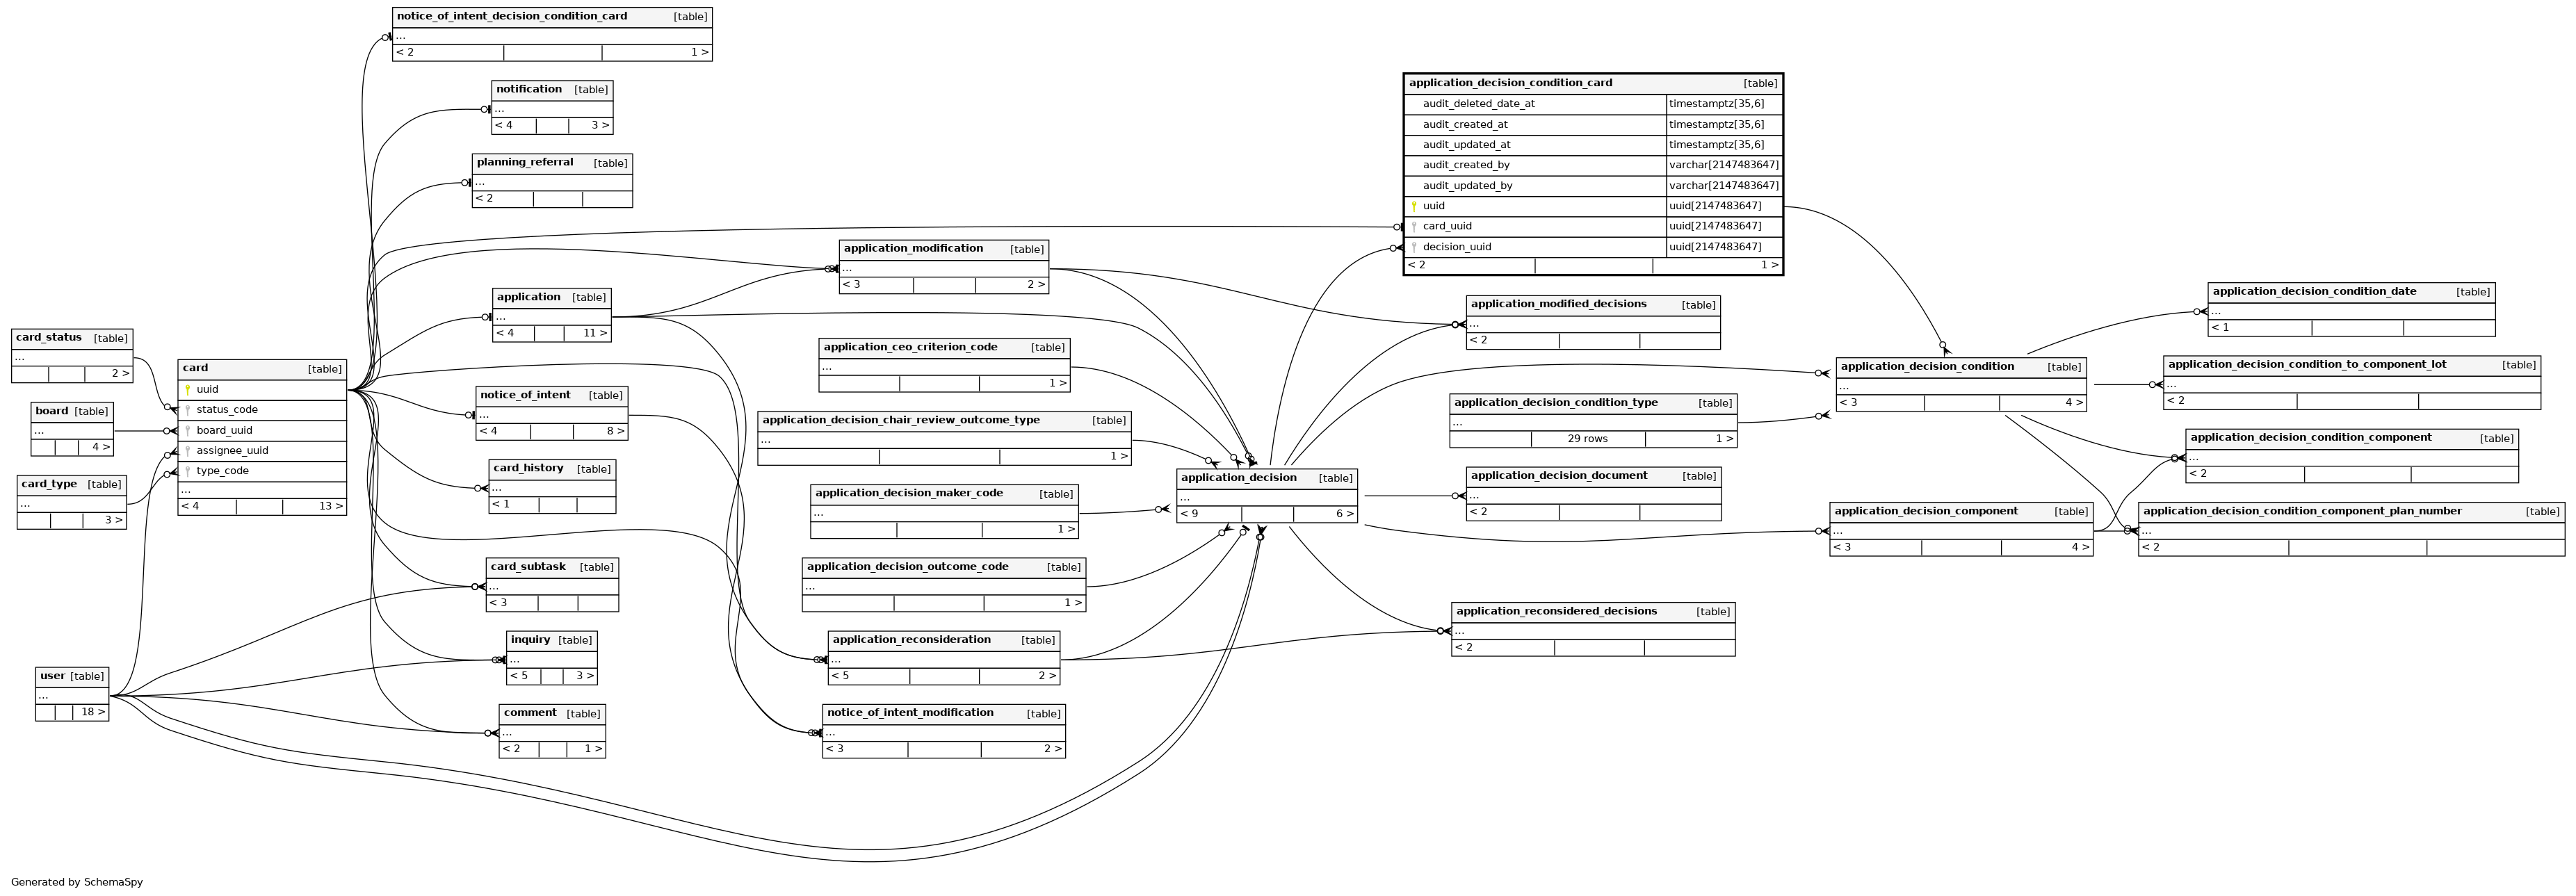 notice_of_intent_decision_condition_card [table]
...
< 2 1 >
notification [table]
...
< 4 3 >
planning_referral [table]
...
< 2
application_decision_condition_card [table]
audit_deleted_date_at timestamptz[35,6]
audit_created_at timestamptz[35,6]
audit_updated_at timestamptz[35,6]
audit_created_by varchar[2147483647]
audit_updated_by varchar[2147483647]
uuid uuid[2147483647]
card_uuid uuid[2147483647]
decision_uuid uuid[2147483647]
< 2 1 >
application_modification [table]
...
< 3 2 >
application [table]
...
< 4 11 >
application_modified_decisions [table]
...
< 2
application_decision_condition_date [table]
...
< 1
card_status [table]
...
2 >
card [table]
uuid
status_code
board_uuid
assignee_uuid
type_code
...
< 4 13 >
board [table]
...
4 >
card_type [table]
...
3 >
application_ceo_criterion_code [table]
...
1 >
application_decision_condition [table]
...
< 3 4 >
application_decision_condition_to_component_lot [table]
...
< 2
notice_of_intent [table]
...
< 4 8 >
application_decision_chair_review_outcome_type [table]
...
1 >
application_decision_condition_type [table]
...
29 rows 1 >
application_decision_condition_component [table]
...
< 2
card_history [table]
...
< 1
application_decision_maker_code [table]
...
1 >
application_decision [table]
...
< 9 6 >
application_decision_document [table]
...
< 2
application_decision_component [table]
...
< 3 4 >
application_decision_condition_component_plan_number [table]
...
< 2
card_subtask [table]
...
< 3
application_decision_outcome_code [table]
...
1 >
inquiry [table]
...
< 5 3 >
application_reconsideration [table]
...
< 5 2 >
application_reconsidered_decisions [table]
...
< 2
user [table]
...
18 >
comment [table]
...
< 2 1 >
notice_of_intent_modification [table]
...
< 3 2 >
Generated by SchemaSpy